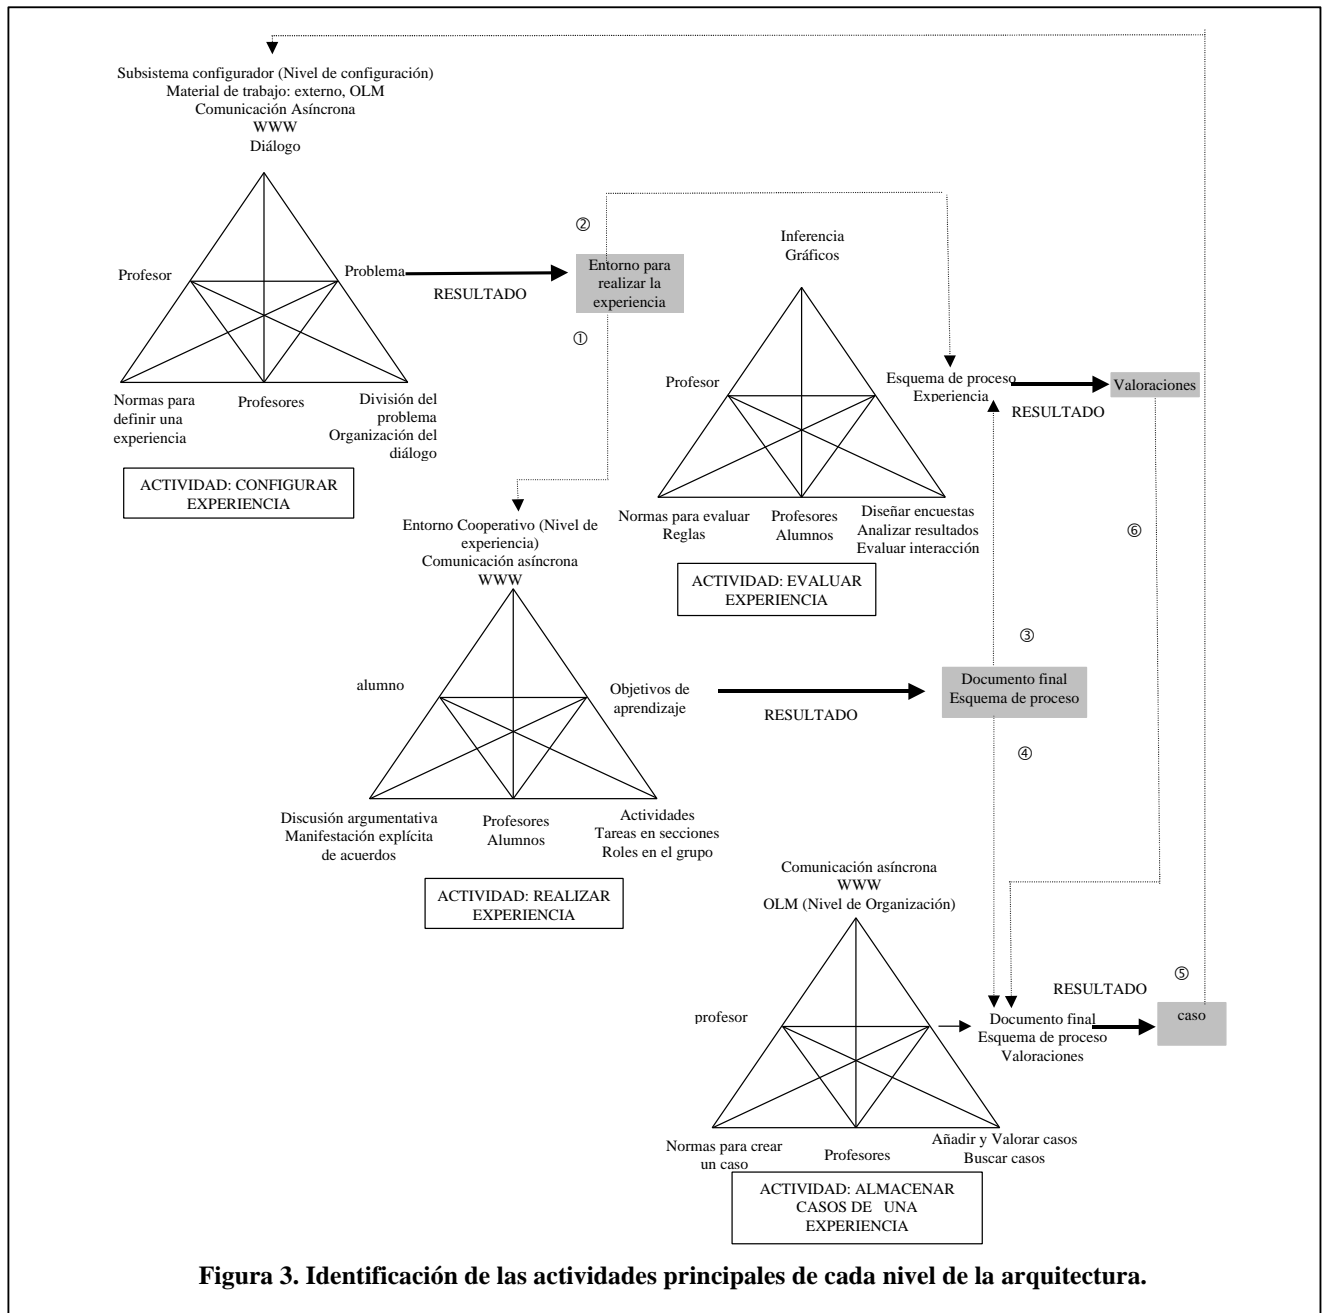 Subsistema configurador (Nivel de configuración)
Material de trabajo: externo, OLM
Comunicación Asíncrona
WWW
Diálogo
Profesor
Problema
RESULTADO
②
Entorno para
realizar la
experiencia
①
Normas para
definir una
experiencia
Profesores
División del
problema
Organización del
diálogo
ACTIVIDAD: CONFIGURAR
EXPERIENCIA
Inferencia
Gráficos
Profesor
Esquema de proceso
Experiencia
RESULTADO
Valoraciones
Normas para evaluar
Reglas
Profesores
Alumnos
Diseñar encuestas
Analizar resultados
Evaluar interacción
⑥
ACTIVIDAD: EVALUAR
EXPERIENCIA
Entorno Cooperativo (Nivel de
experiencia)
Comunicación asíncrona
WWW
alumno
Objetivos de
aprendizaje
RESULTADO
③
Documento final
Esquema de proceso
④
Discusión argumentativa
Manifestación explícita
de acuerdos
Profesores
Alumnos
Actividades
Tareas en secciones
Roles en el grupo
ACTIVIDAD: REALIZAR
EXPERIENCIA
Comunicación asíncrona
WWW
OLM (Nivel de Organización)
profesor
Documento final
Esquema de proceso
Valoraciones
RESULTADO
⑤
caso
Normas para crear
un caso
Profesores
Añadir y Valorar casos
Buscar casos
ACTIVIDAD: ALMACENAR
CASOS DE UNA
EXPERIENCIA
Figura 3. Identificación de las actividades principales de cada nivel de la arquitectura.